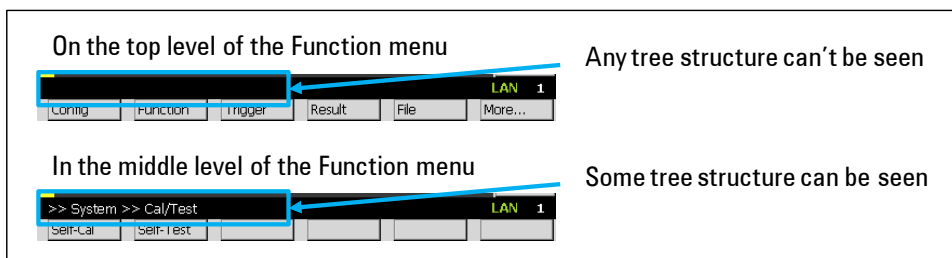 On the top level of the Function menu
Any tree structure can't be seen
LAN 1
Config Function Trigger Result File More...
In the middle level of the Function menu
Some tree structure can be seen
>> System >> Cal/Test LAN 1
Self-Cal Self-Test